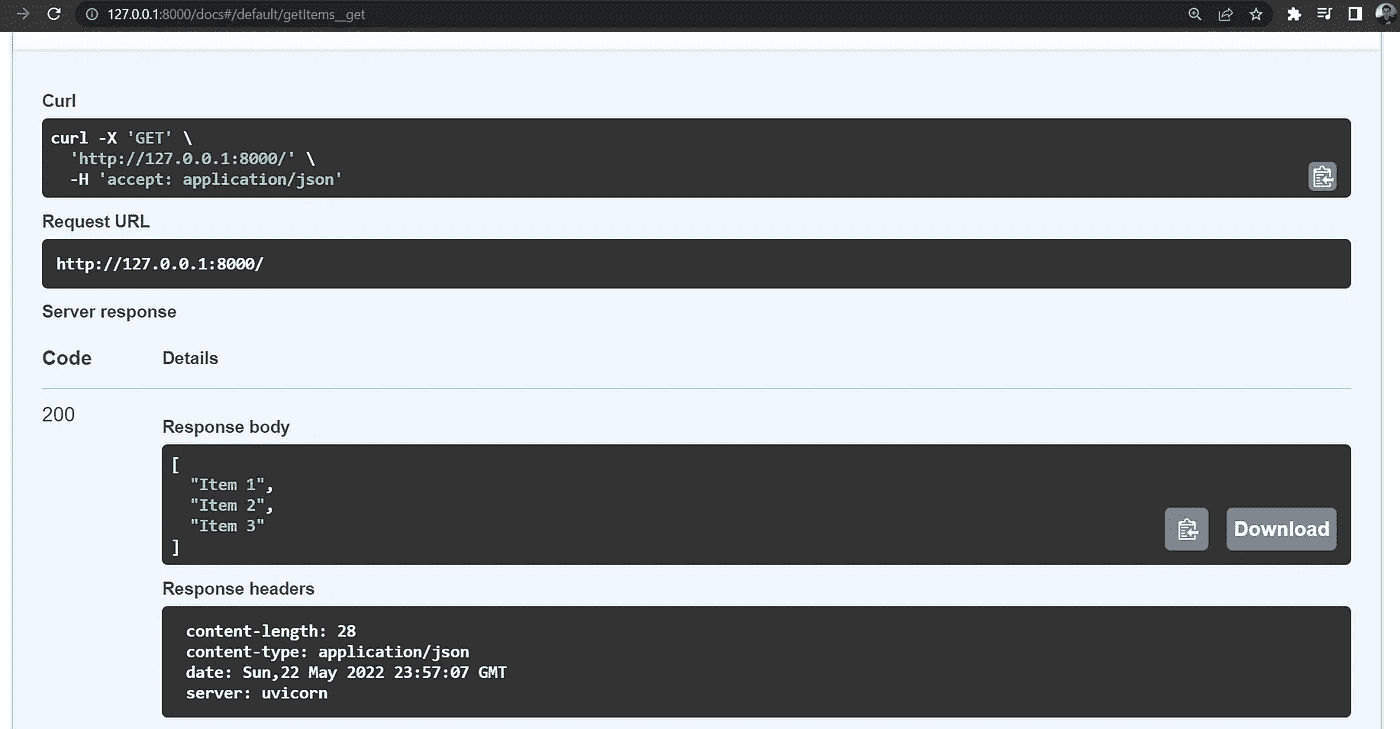 127.0.0.1:8000/docs#/default/getItems__get
Curl
curl -X 'GET' \
'http://127.0.0.1:8000/' \
-H 'accept: application/json'
Request URL
http://127.0.0.1:8000/
Server response
Code Details
200
Response body
[
"Item 1",
"Item 2",
"Item 3"
]
Download
Response headers
content-length: 28
content-type: application/json
date: Sun,22 May 2022 23:57:07 GMT
server: uvicorn